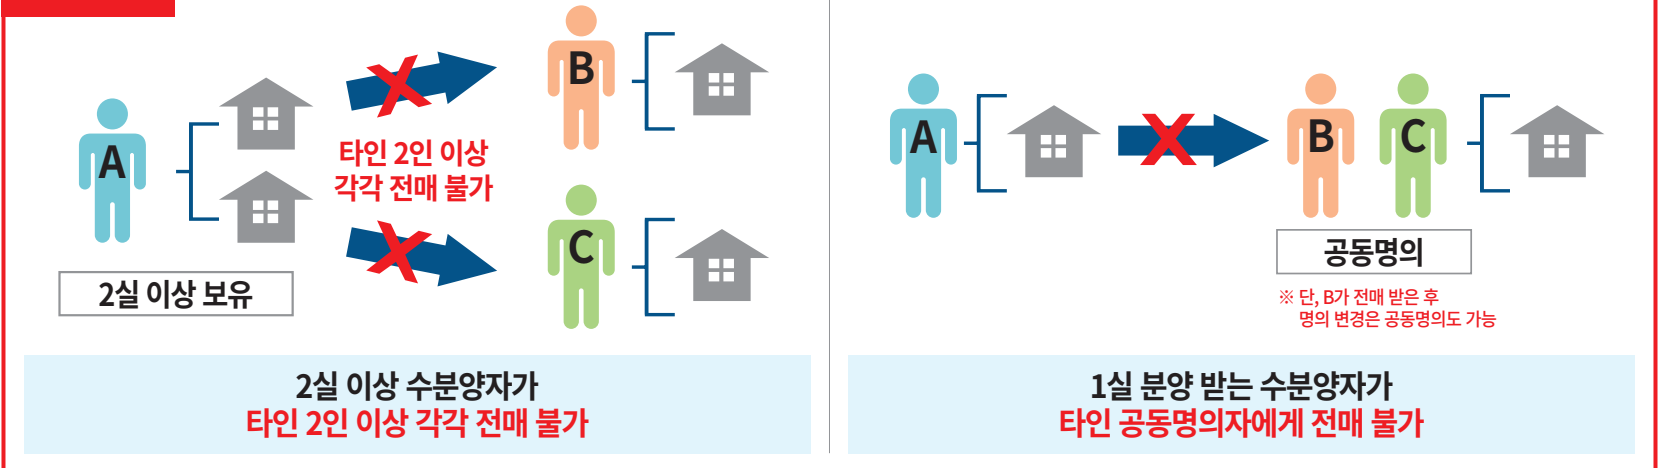 A
2실 이상 보유
타인 2인 이상
각각 전매 불가
B
C
2실 이상 수분양자가
타인 2인 이상 각각 전매 불가
A
B
C
공동명의
※ 단, B가 전매 받은 후
명의 변경은 공동명의도 가능
1실 분양 받는 수분양자가
타인 공동명의자에게 전매 불가